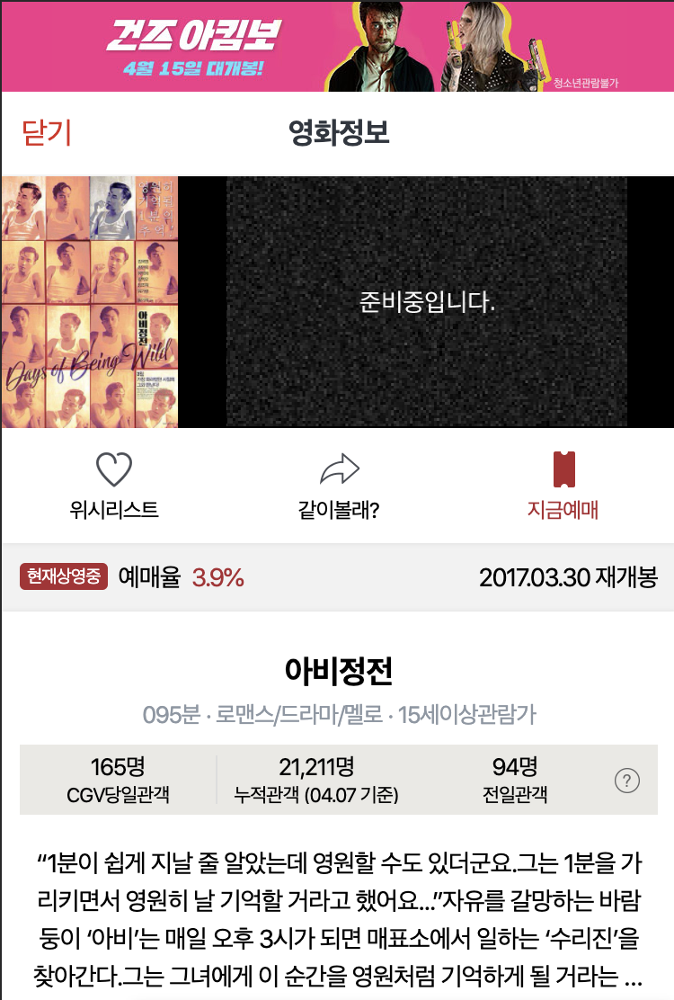 건즈 아킴보
4월 15일 대개봉!
청소년관람불가
닫기
영화정보
영원히
기억될
1분의
추억!
아비정전
Days of Being Wild
준비중입니다.
위시리스트
같이볼래?
지금예매
현재상영중 예매율 3.9%
2017.03.30 재개봉
아비정전
095분 · 로맨스/드라마/멜로 · 15세이상관람가
165명
CGV당일관객
21,211명
누적관객 (04.07 기준)
94명
전일관객
?
“1분이 쉽게 지날 줄 알았는데 영원할 수도 있더군요.그는 1분을 가
리키면서 영원히 날 기억할 거라고 했어요...”자유를 갈망하는 바람
둥이 ‘아비’는 매일 오후 3시가 되면 매표소에서 일하는 ‘수리진’을
찾아간다.그는 그녀에게 이 순간을 영원처럼 기억하게 될 거라는 ...